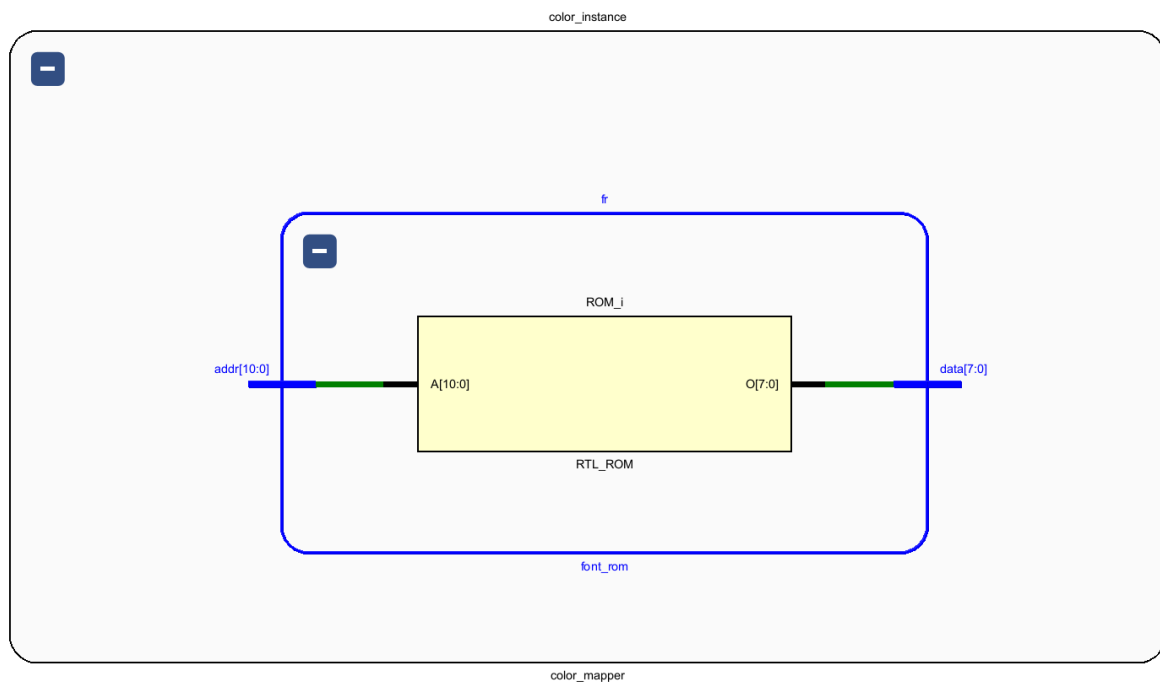 color_instance
fr
ROM_i
addr[10:0]
A[10:0]
O[7:0]
data[7:0]
RTL_ROM
font_rom
color_mapper